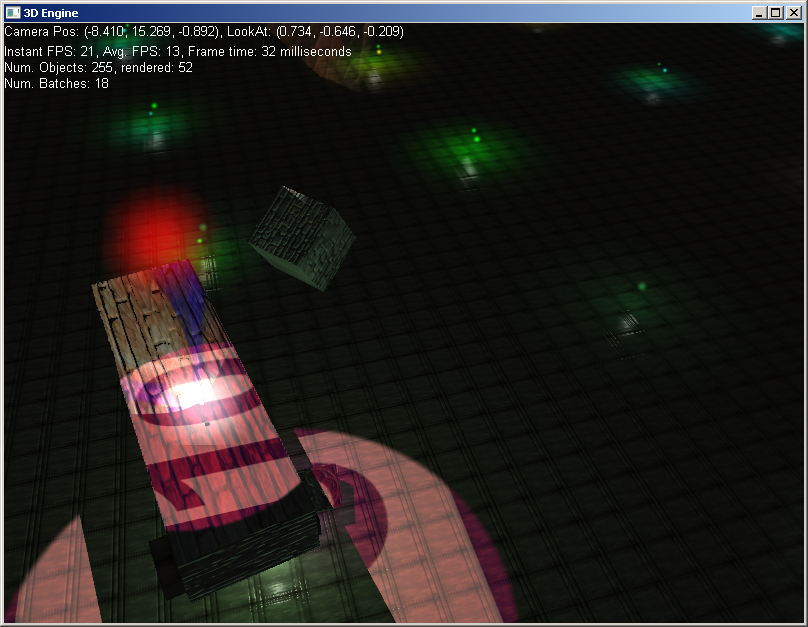 3D Engine
Camera Pos: (-8.410, 15.269, -0.892), LookAt: (0.734, -0.646, -0.209)
Instant FPS: 21, Avg. FPS: 13, Frame time: 32 milliseconds
Num. Objects: 255, rendered: 52
Num. Batches: 18